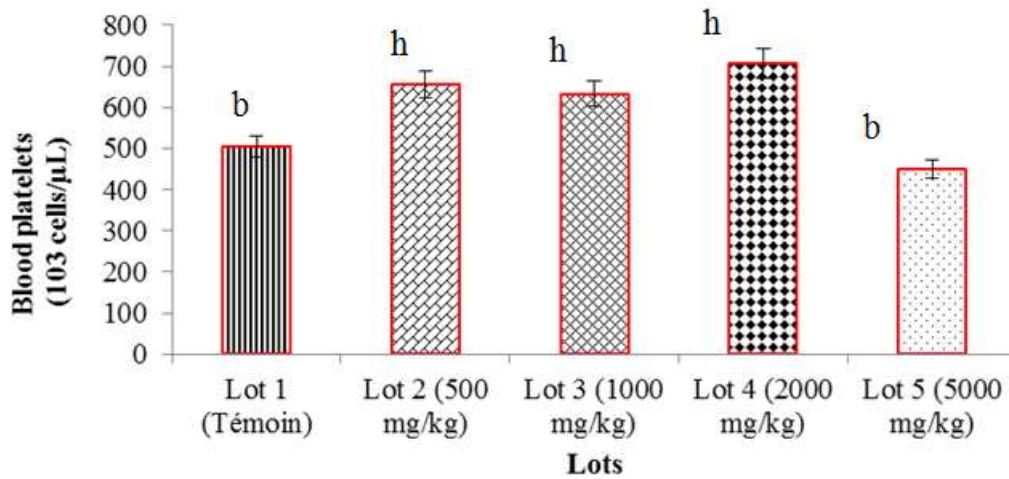 Blood platelets
(103 cells/µL)
800
700
600
500
400
300
200
100
0
b
h
h
h
b
Lot 1
(Témoin)
Lot 2 (500
mg/kg)
Lot 3 (1000
mg/kg)
Lot 4 (2000
mg/kg)
Lot 5 (5000
mg/kg)
Lots